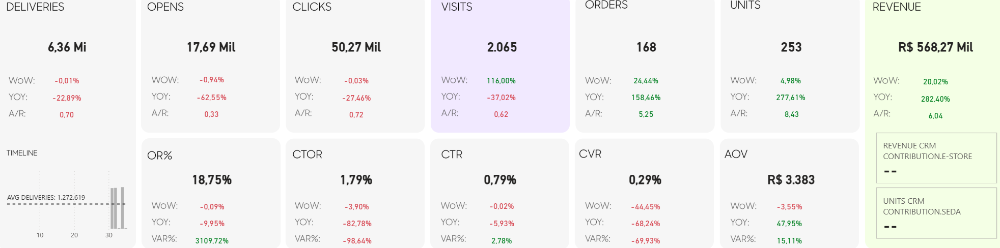 DELIVERIES
6,36 Mi
WoW: -0,01%
YOY: -22,89%
A/R: 0,70
TIMELINE
AVG DELIVERIES: 1.272.619
10 20 30
OPENS
17,69 Mil
WOW: -0,94%
YOY: -62,55%
A/R: 0,33
CLICKS
50,27 Mil
WoW: -0,03%
YOY: -27,46%
A/R: 0,72
VISITS
2.065
WoW: 116,00%
YOY: -37,02%
A/R: 0,62
ORDERS
168
WoW: 24,44%
YOY: 158,46%
A/R: 5,25
UNITS
253
WoW: 4,98%
YOY: 277,61%
A/R: 8,43
REVENUE
R$ 568,27 Mil
WoW: 20,02%
YOY: 282,40%
A/R: 6,04
REVENUE CRM
CONTRIBUTION.E-STORE
--
UNITS CRM
CONTRIBUTION.SEDA
--
OR%
18,75%
WoW: -0,09%
YOY: -9,95%
VAR%: 3109,72%
CTOR
1,79%
WoW: -3,90%
YOY: -82,78%
VAR%: -98,64%
CTR
0,79%
WoW: -0,02%
YOY: -5,93%
VAR%: 2,78%
CVR
0,29%
WoW: -44,45%
YOY: -68,24%
VAR%: -69,93%
AOV
R$ 3.383
WoW: -3,55%
YOY: 47,95%
VAR%: 15,11%